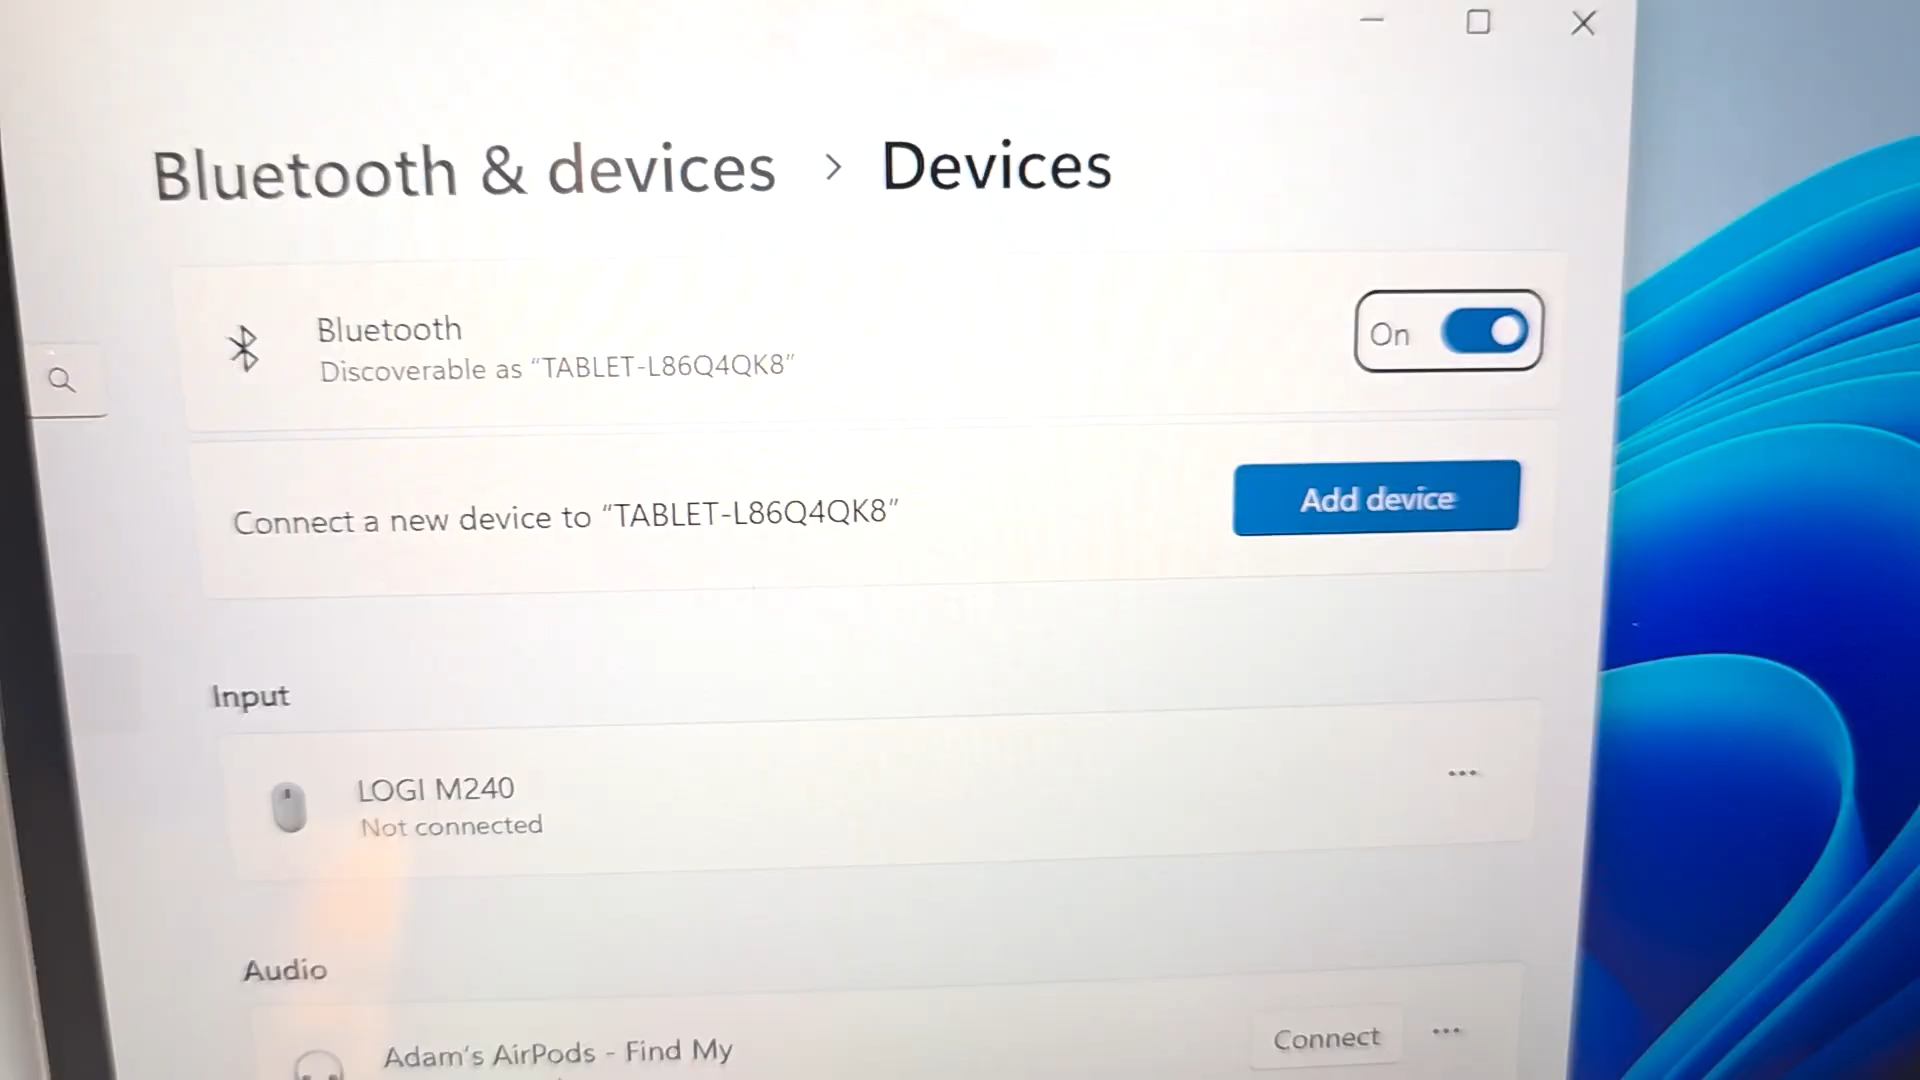 Bluetooth & devices > Devices
Bluetooth
Discoverable as “TABLET-L86Q4QK8”
On
Connect a new device to “TABLET-L86Q4QK8”
Add device
Input
LOGI M240
Not connected
Audio
Adam's AirPods - Find My
Connect